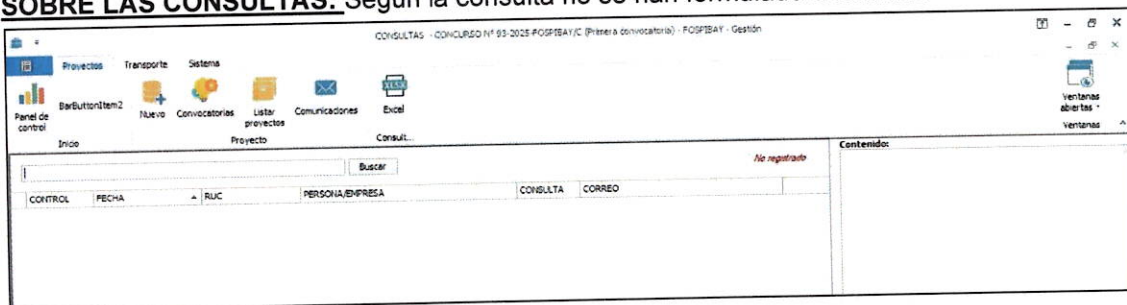 SOBRE LAS CONSULTAS: Según la consulta no se han formulado
CONSULTAS - CONCURSO Nº 93-2025-FOSPIBAY/C (Primera convocatoria) - FOSPIBAY - Gestión
Proyectos Transporte Sistema
Panel de control
BarButtonItem2
Nuevo
Convocatorias
Listar proyectos
Comunicaciones
XLSX
Excel
Ventanas abiertas
Inicio
Proyecto
Consult...
Ventanas
Buscar
No registrado
Contenido:
CONTROL FECHA RUC PERSONA/EMPRESA CONSULTA CORREO